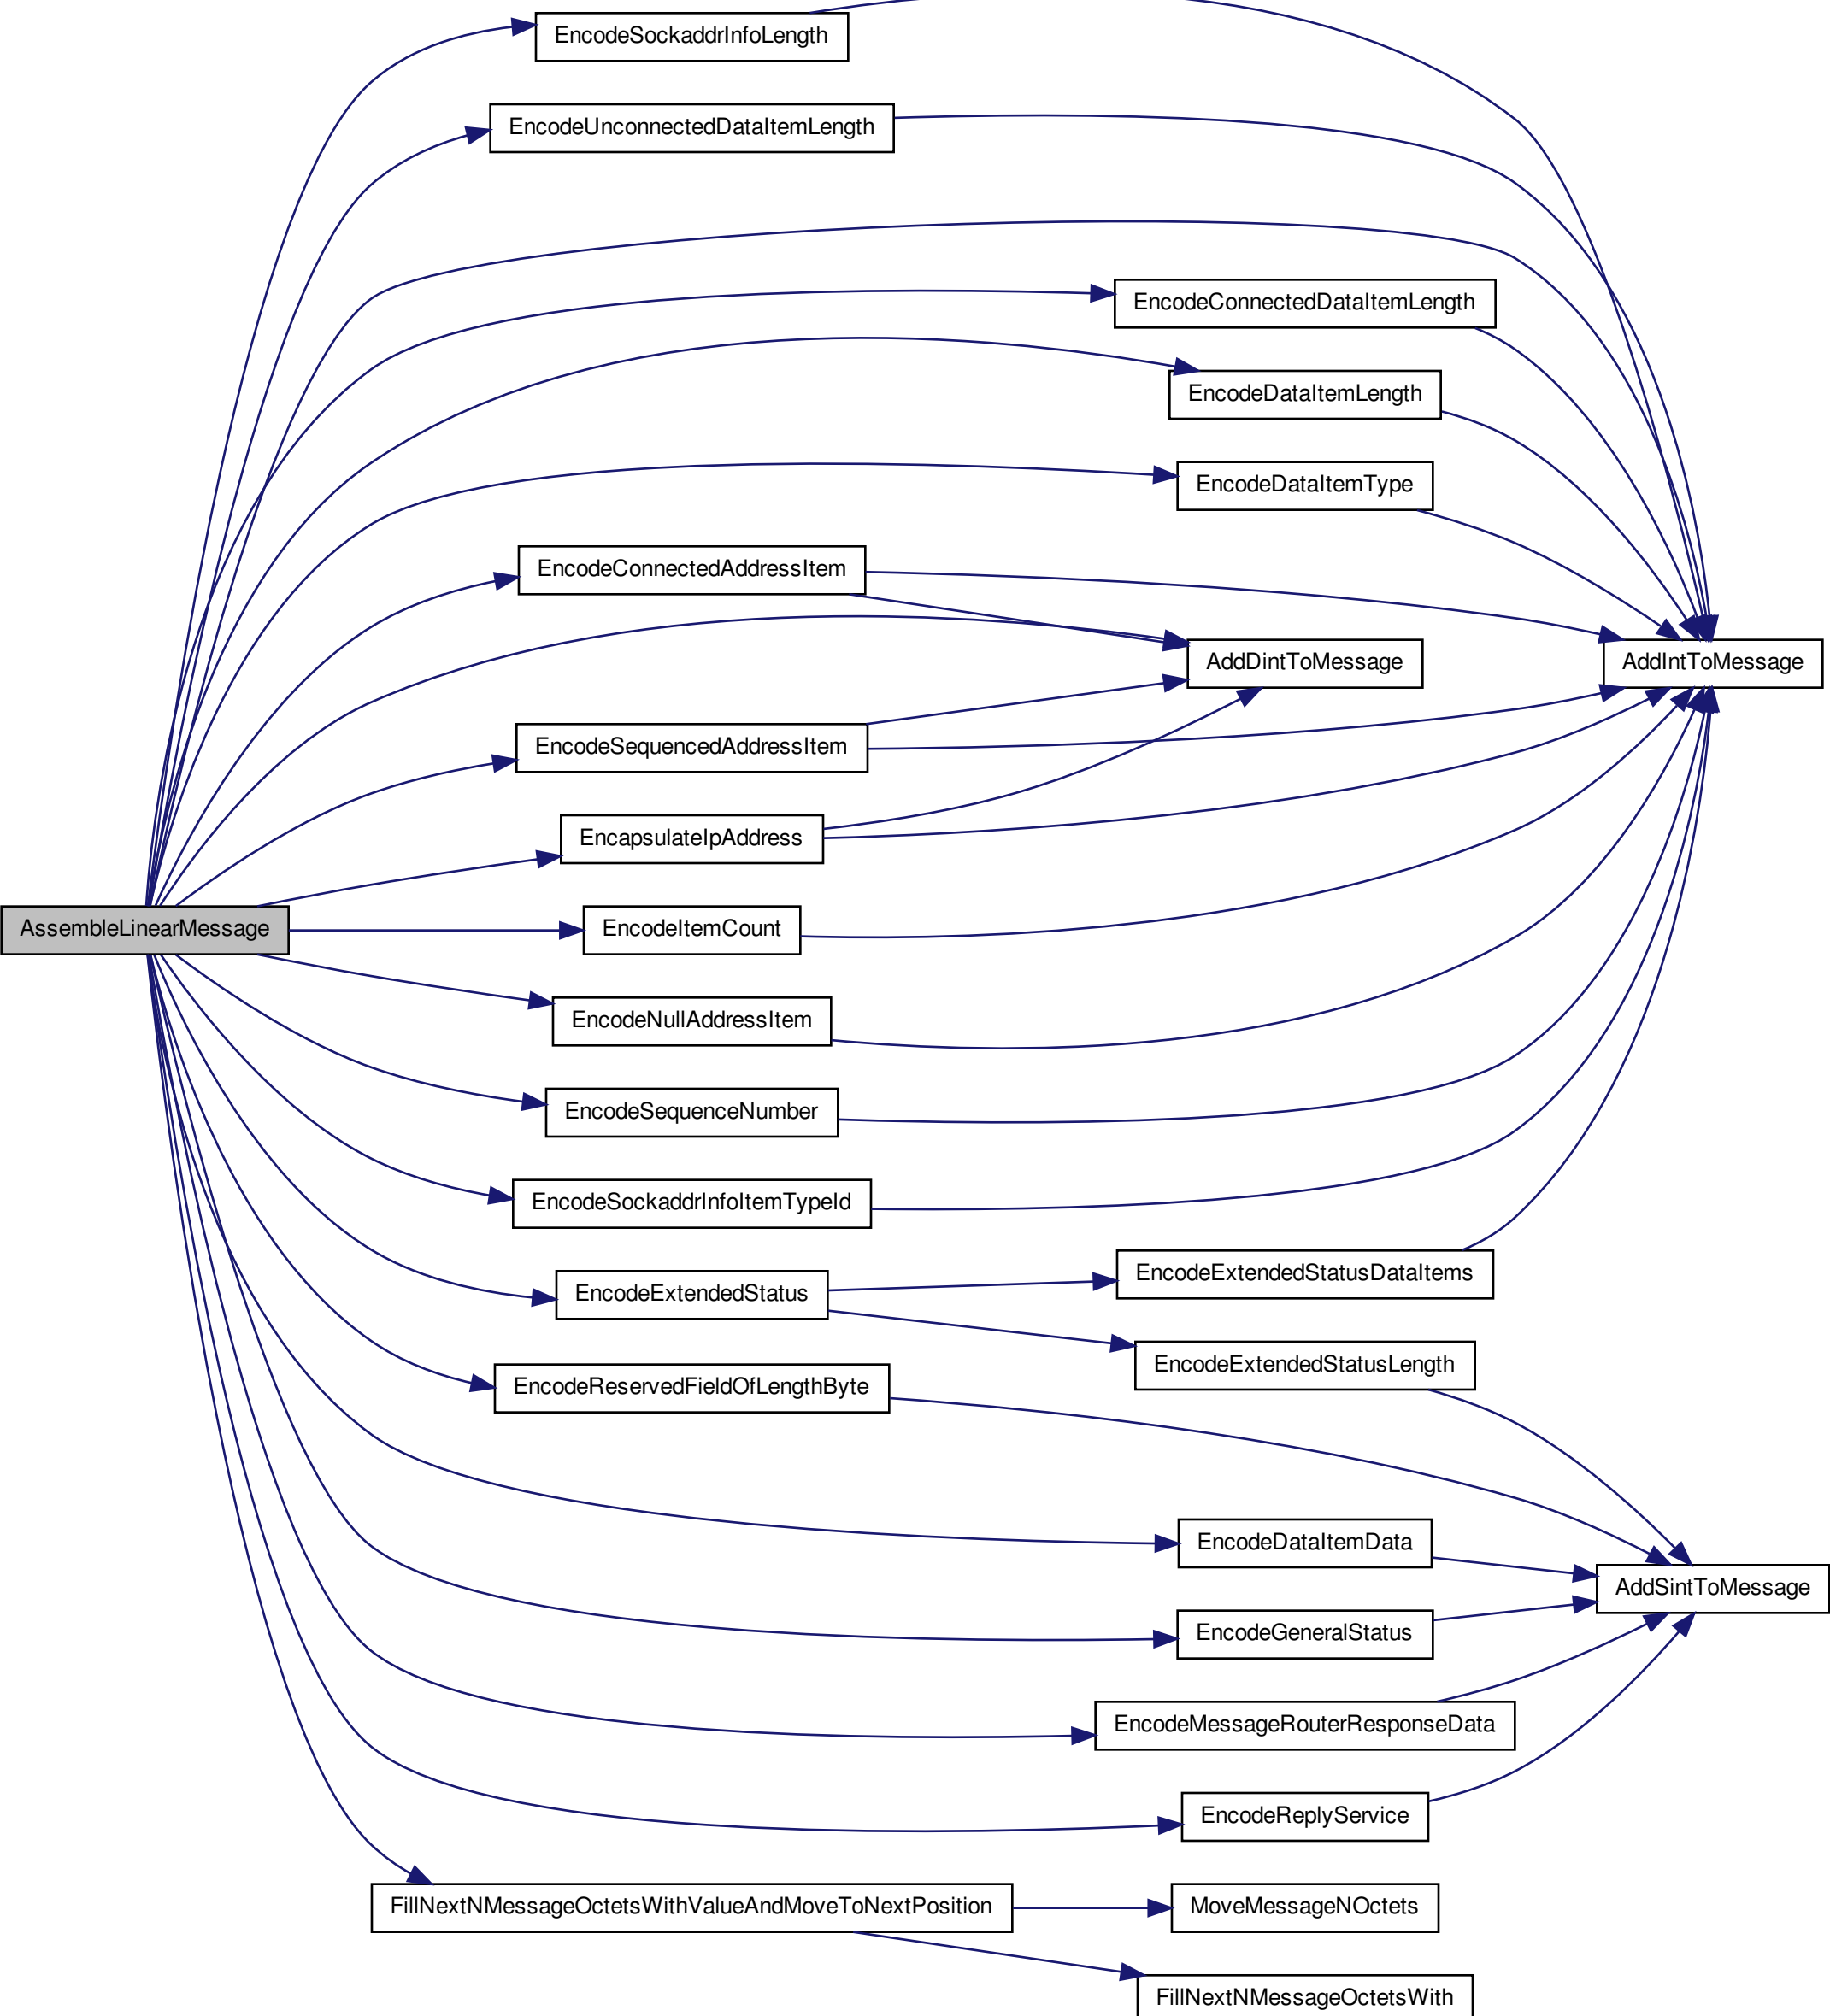 EncodeSockaddrInfoLength
EncodeUnconnectedDataItemLength
EncodeConnectedDataItemLength
EncodeDataItemLength
EncodeDataItemType
EncodeConnectedAddressItem
AddDintToMessage
AddIntToMessage
EncodeSequencedAddressItem
EncapsulateIpAddress
AssembleLinearMessage
EncodeItemCount
EncodeNullAddressItem
EncodeSequenceNumber
EncodeSockaddrInfoItemTypeId
EncodeExtendedStatusDataItems
EncodeExtendedStatus
EncodeExtendedStatusLength
EncodeReservedFieldOfLengthByte
EncodeDataItemData
AddSintToMessage
EncodeGeneralStatus
EncodeMessageRouterResponseData
EncodeReplyService
FillNextNMessageOctetsWithValueAndMoveToNextPosition
MoveMessageNOctets
FillNextNMessageOctetsWith